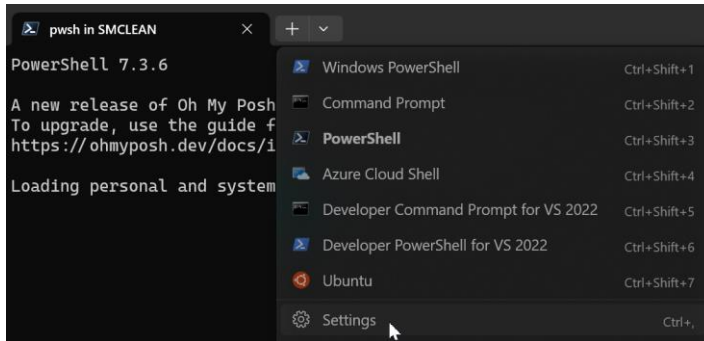 pwsh in SMCLEAN
PowerShell 7.3.6
A new release of Oh My Posh
To upgrade, use the guide f
https://ohmyposh.dev/docs/i
Loading personal and system
Windows PowerShell Ctrl+Shift+1
Command Prompt Ctrl+Shift+2
PowerShell Ctrl+Shift+3
Azure Cloud Shell Ctrl+Shift+4
Developer Command Prompt for VS 2022 Ctrl+Shift+5
Developer PowerShell for VS 2022 Ctrl+Shift+6
Ubuntu Ctrl+Shift+7
Settings Ctrl+,